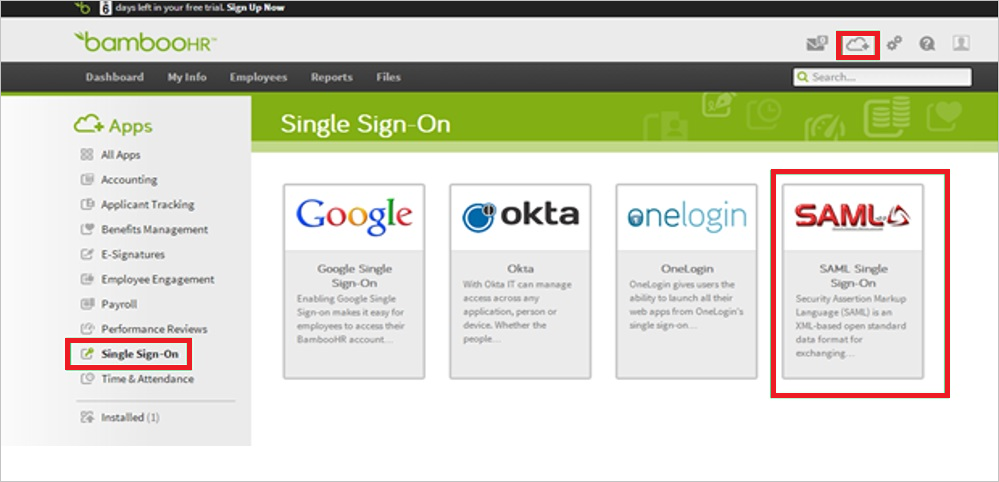 6 days left in your free trial. Sign Up Now
bambooHR™
Dashboard My Info Employees Reports Files
Search...
Apps
All Apps
Accounting
Applicant Tracking
Benefits Management
E-Signatures
Employee Engagement
Payroll
Performance Reviews
Single Sign-On
Time & Attendance
Installed (1)
Single Sign-On
Google
Google Single
Sign-On
Enabling Google Single
Sign-on makes it easy for
employees to access their
BambooHR account...
okta
Okta
With Okta IT can manage
access across any
application, person or
device. Whether the
people...
onelogin
OneLogin
OneLogin gives users the
ability to launch all their
web apps from OneLogin's
single sign-on...
SAML
SAML Single
Sign-On
Security Assertion Markup
Language (SAML) is an
XML-based open standard
data format for
exchanging...